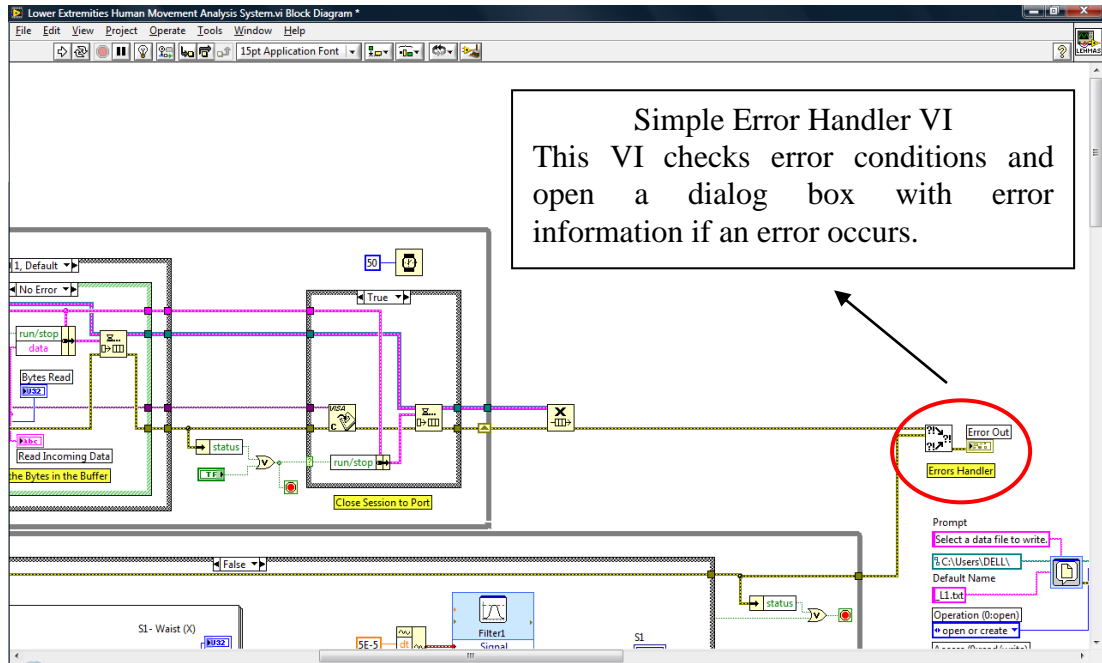 Lower Extremities Human Movement Analysis System.vi Block Diagram *
File Edit View Project Operate Tools Window Help
15pt Application Font
LEHMAS
Simple Error Handler VI
This VI checks error conditions and
open a dialog box with error
information if an error occurs.
1, Default
No Error
50
True
run/stop
data
Bytes Read
U32
abc
Read Incoming Data
the Bytes in the Buffer
status
TF
VISA
C
run/stop
Close Session to Port
?!
?!
?!
Error Out
Errors Handler
Prompt
Select a data file to write.
C:\Users\DELL\
Default Name
_L1.txt
Operation (0:open)
open or create
False
status
S1- Waist (X)
U32
5E-5
dt
Filter1
Signal
S1